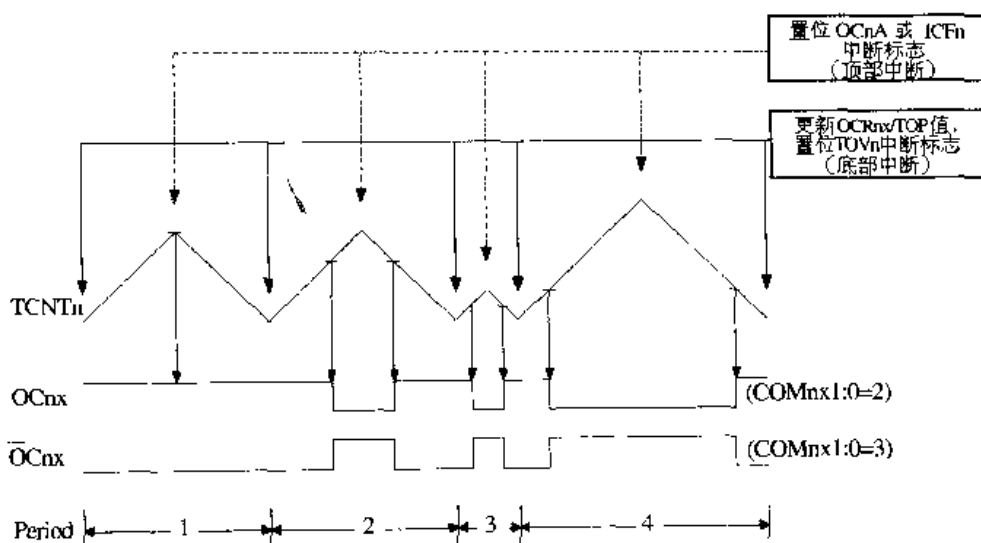 置位 OCnA 或 ICFn
中断标志
(顶部中断)
更新OCRnx/TOP值,
置位TOVn中断标志
(底部中断)
TCNTn
OCnx
(COMnx1:0=2)
OCnx
(COMnx1:0=3)
Period
1
2
3
4